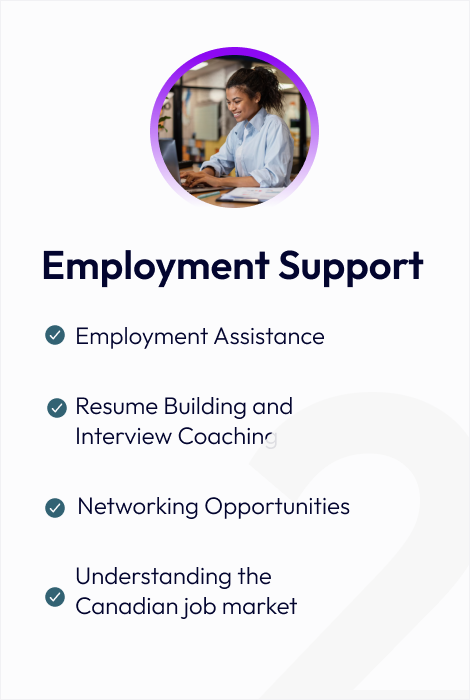 Employment Support
Employment Assistance
Resume Building and
Interview Coaching
Networking Opportunities
Understanding the
Canadian job market
2